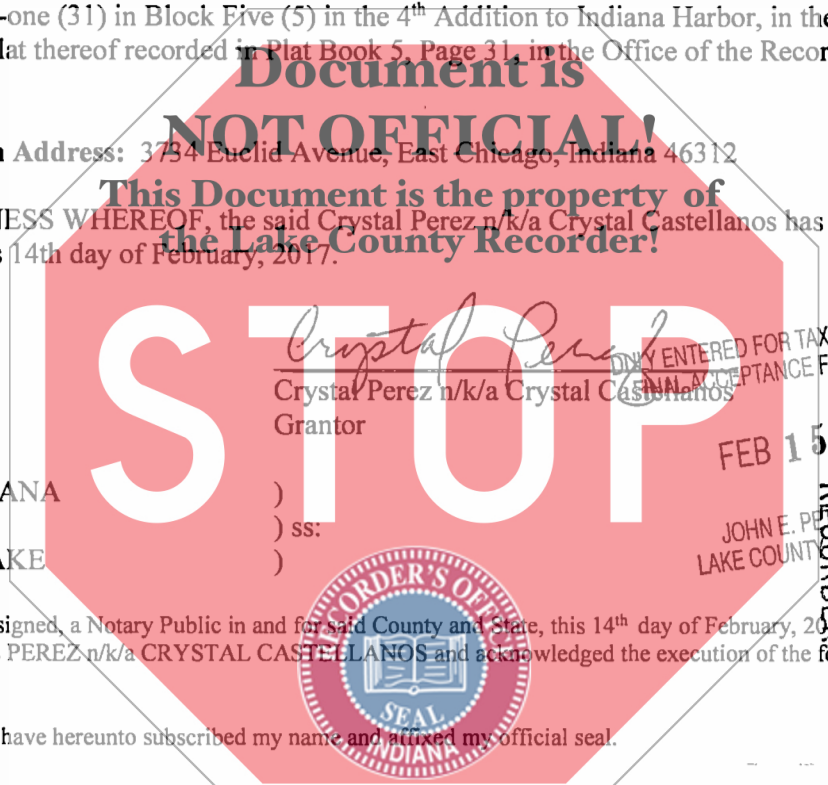 -one (31) in Block Five (5) in the 4th Addition to Indiana Harbor, in the
lat thereof recorded in Plat Book 5, Page 31, in the Office of the Recor
Document is
NOT OFFICIAL!
Address: 3734 Euclid Avenue, East Chicago, Indiana 46312
This Document is the property of
the Lake County Recorder!
NESS WHEREOF, the said Crystal Perez n/k/a Crystal Castellanos has
14th day of February, 2017.
STOP
Crystal Perez
ONLY ENTERED FOR TAX
FINAL ACCEPTANCE F
Crystal Perez n/k/a Crystal Castellanos
Grantor
FEB 15
ANA )
) ss:
AKE )
JOHN E. PE
LAKE COUNTY
RECORDER'S OFFICE
SEAL
INDIANA
signed, a Notary Public in and for said County and State, this 14th day of February, 20
PEREZ n/k/a CRYSTAL CASTELLANOS and acknowledged the execution of the fo
have hereunto subscribed my name and affixed my official seal.